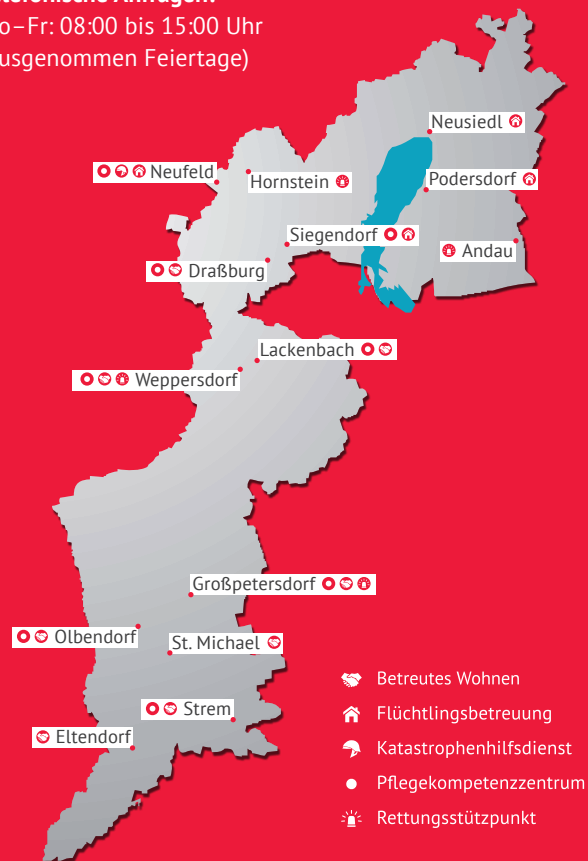 Mo–Fr: 08:00 bis 15:00 Uhr
(ausgenommen Feiertage)
Neusiedl
Neufeld
Hornstein
Podersdorf
Siegendorf
Andau
Draßburg
Lackenbach
Weppersdorf
Großpetersdorf
Olbendorf
St. Michael
Strem
Eltendorf
Betreutes Wohnen
Flüchtlingsbetreuung
Katastrophenhilfsdienst
Pflegekompetenzzentrum
Rettungsstützpunkt